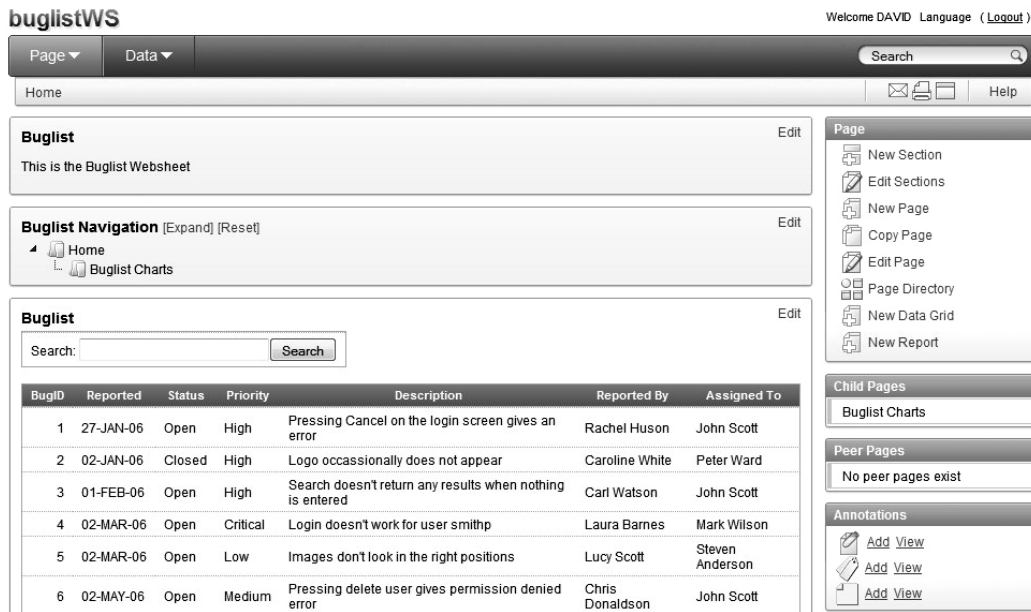 buglistWS
Welcome DAVID Language ( Logout )
Page Data
Search
Home
Help
Buglist Edit
This is the Buglist Websheet
Buglist Navigation [Expand] [Reset] Edit
Home
Buglist Charts
Buglist Edit
Search: Search
BugID Reported Status Priority Description Reported By Assigned To
1 27-JAN-06 Open High Pressing Cancel on the login screen gives an error Rachel Huson John Scott
2 02-JAN-06 Closed High Logo occassionally does not appear Caroline White Peter Ward
3 01-FEB-06 Open High Search doesn't return any results when nothing is entered Carl Watson John Scott
4 02-MAR-06 Open Critical Login doesn't work for user smithp Laura Barnes Mark Wilson
5 02-MAR-06 Open Low Images don't look in the right positions Lucy Scott Steven Anderson
6 02-MAY-06 Open Medium Pressing delete user gives permission denied error Chris Donaldson John Scott
Page
New Section
Edit Sections
New Page
Copy Page
Edit Page
Page Directory
New Data Grid
New Report
Child Pages
Buglist Charts
Peer Pages
No peer pages exist
Annotations
Add View
Add View
Add View